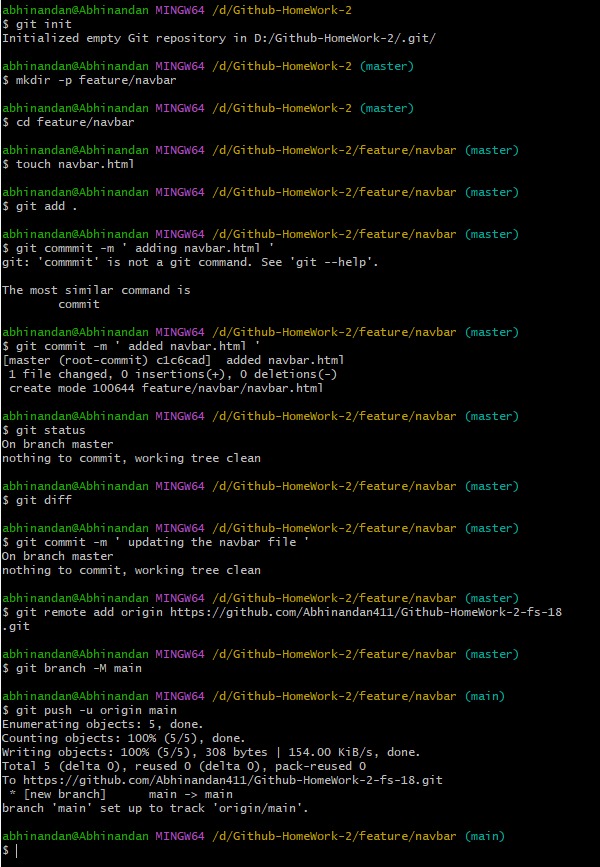 abhinandan@Abhinandan MINGW64 /d/Github-HomeWork-2
$ git init
Initialized empty Git repository in D:/Github-HomeWork-2/.git/
abhinandan@Abhinandan MINGW64 /d/Github-HomeWork-2 (master)
$ mkdir -p feature/navbar
abhinandan@Abhinandan MINGW64 /d/Github-HomeWork-2 (master)
$ cd feature/navbar
abhinandan@Abhinandan MINGW64 /d/Github-HomeWork-2/feature/navbar (master)
$ touch navbar.html
abhinandan@Abhinandan MINGW64 /d/Github-HomeWork-2/feature/navbar (master)
$ git add .
abhinandan@Abhinandan MINGW64 /d/Github-HomeWork-2/feature/navbar (master)
$ git commmit -m ' adding navbar.html '
git: 'commmit' is not a git command. See 'git --help'.
The most similar command is
commit
abhinandan@Abhinandan MINGW64 /d/Github-HomeWork-2/feature/navbar (master)
$ git commit -m ' added navbar.html '
[master (root-commit) c1c6cad]  added navbar.html
1 file changed, 0 insertions(+), 0 deletions(-)
create mode 100644 feature/navbar/navbar.html
abhinandan@Abhinandan MINGW64 /d/Github-HomeWork-2/feature/navbar (master)
$ git status
On branch master
nothing to commit, working tree clean
abhinandan@Abhinandan MINGW64 /d/Github-HomeWork-2/feature/navbar (master)
$ git diff
abhinandan@Abhinandan MINGW64 /d/Github-HomeWork-2/feature/navbar (master)
$ git commit -m ' updating the navbar file '
On branch master
nothing to commit, working tree clean
abhinandan@Abhinandan MINGW64 /d/Github-HomeWork-2/feature/navbar (master)
$ git remote add origin https://github.com/Abhinandan411/Github-HomeWork-2-fs-18
.git
abhinandan@Abhinandan MINGW64 /d/Github-HomeWork-2/feature/navbar (master)
$ git branch -M main
abhinandan@Abhinandan MINGW64 /d/Github-HomeWork-2/feature/navbar (main)
$ git push -u origin main
Enumerating objects: 5, done.
Counting objects: 100% (5/5), done.
Writing objects: 100% (5/5), 308 bytes | 154.00 KiB/s, done.
Total 5 (delta 0), reused 0 (delta 0), pack-reused 0
To https://github.com/Abhinandan411/Github-HomeWork-2-fs-18.git
* [new branch]      main -> main
branch 'main' set up to track 'origin/main'.
abhinandan@Abhinandan MINGW64 /d/Github-HomeWork-2/feature/navbar (main)
$